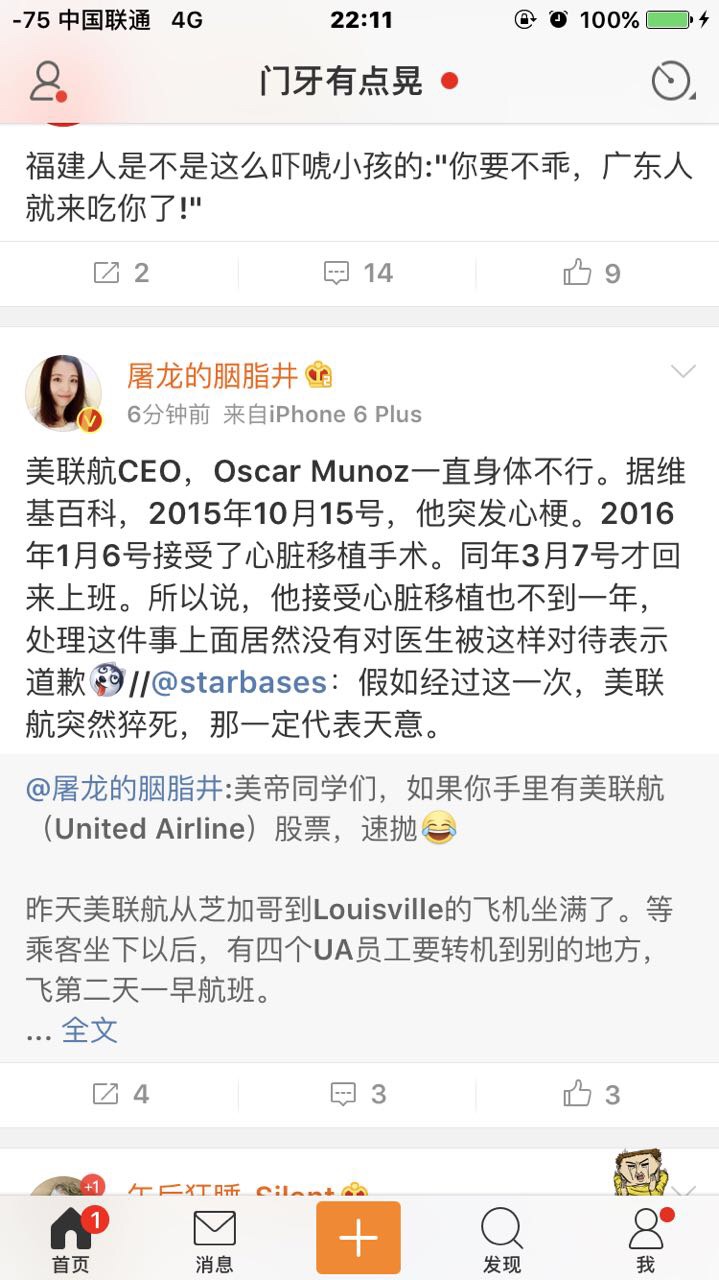 -75 中国联通 4G 22:11 100%
门牙有点晃
福建人是不是这么吓唬小孩的:"你要不乖，广东人
就来吃你了!"
2 14 9
屠龙的胭脂井
6分钟前 来自iPhone 6 Plus
美联航CEO，Oscar Munoz一直身体不行。据维
基百科，2015年10月15号，他突发心梗。2016
年1月6号接受了心脏移植手术。同年3月7号才回
来上班。所以说，他接受心脏移植也不到一年，
处理这件事上面居然没有对医生被这样对待表示
道歉//@starbases：假如经过这一次，美联
航突然猝死，那一定代表天意。
@屠龙的胭脂井:美帝同学们，如果你手里有美联航
（United Airline）股票，速抛
昨天美联航从芝加哥到Louisville的飞机坐满了。等
乘客坐下以后，有四个UA员工要转机到别的地方，
飞第二天一早航班。
... 全文
4 3 3
+1 午后狂睡_Silent
1
首页 消息 发现 我